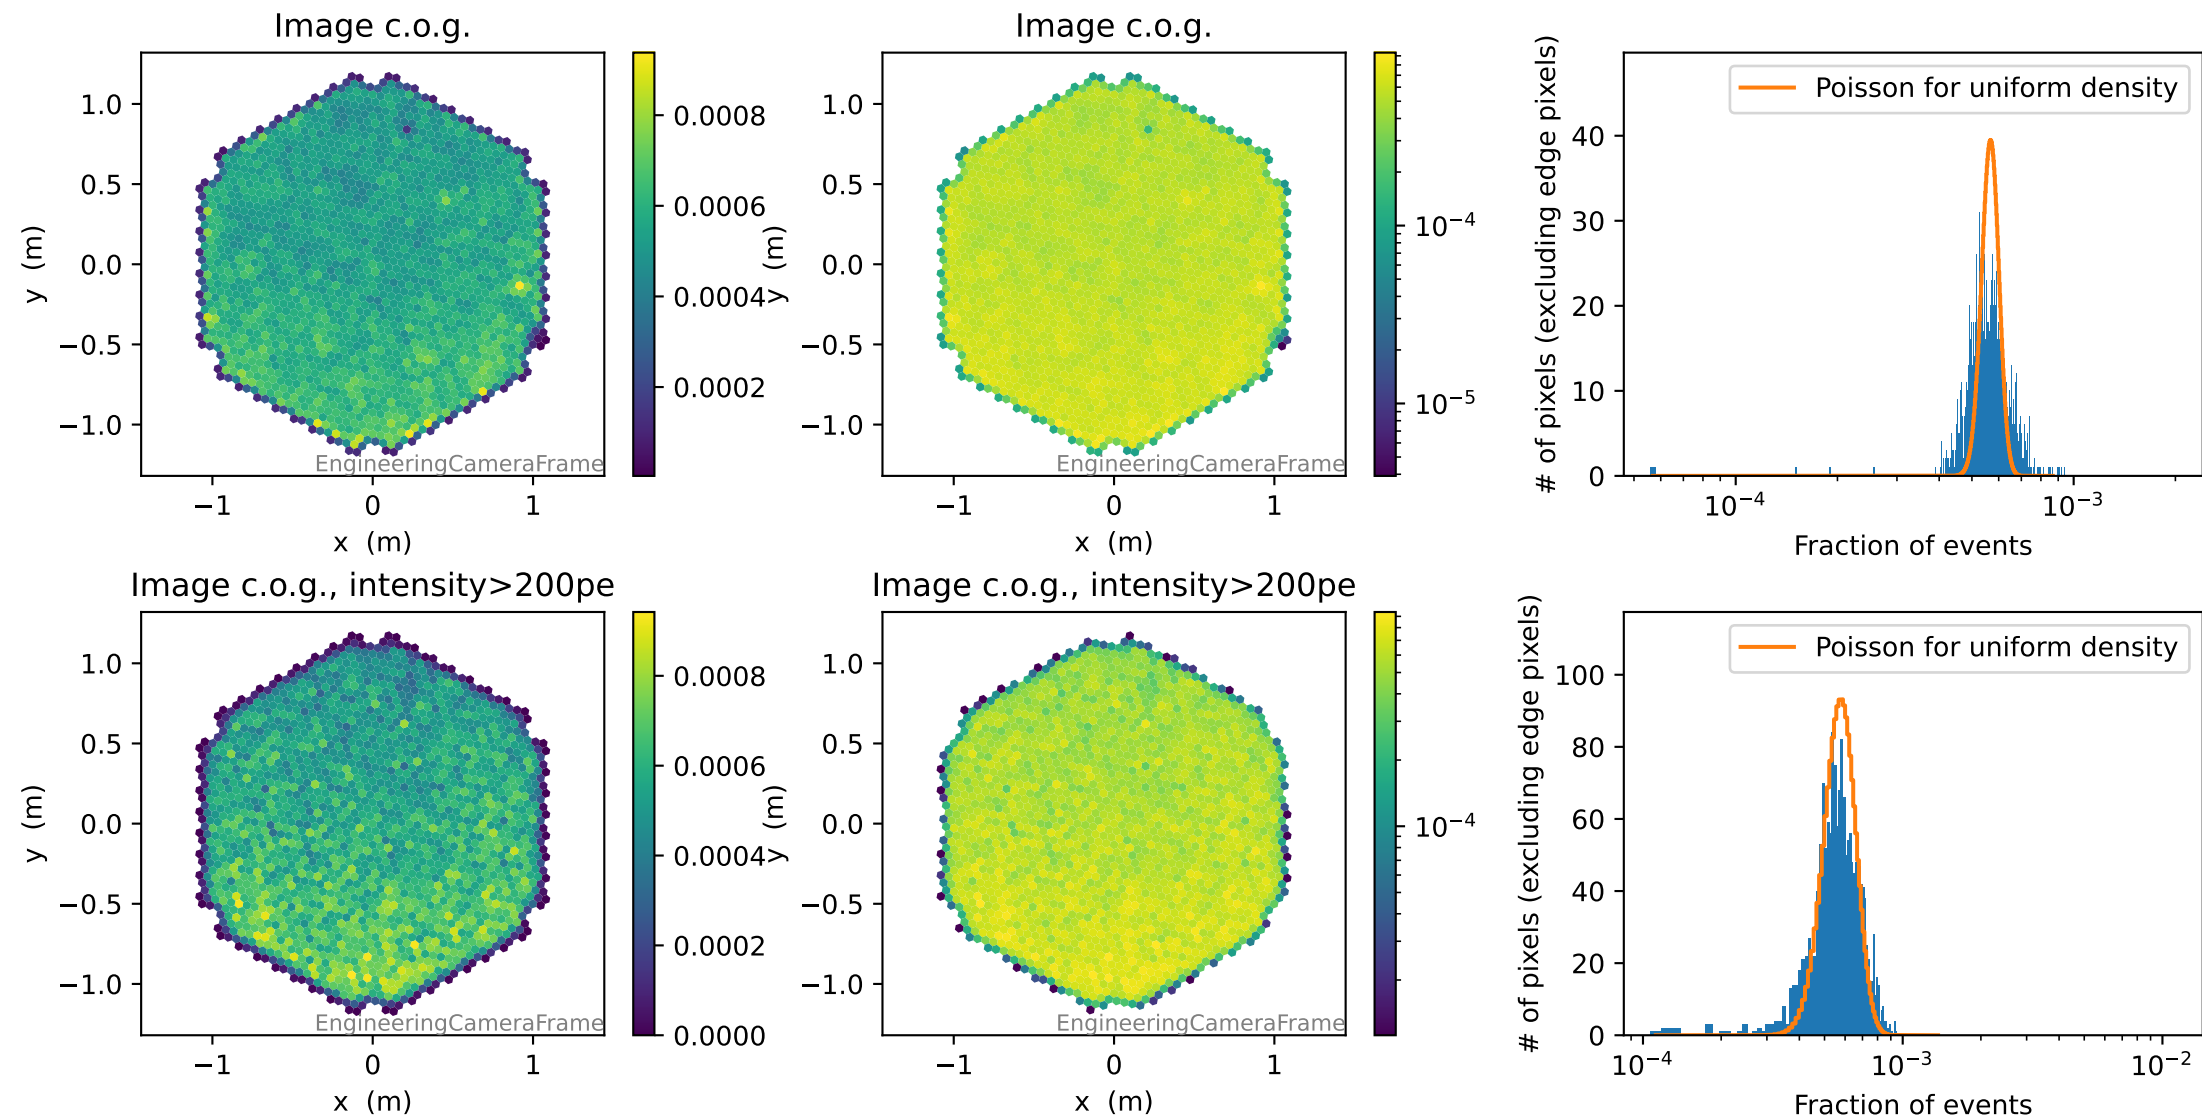 Image c.o.g.
1.0
0.5
0.0
−0.5
−1.0
y (m)
−1
0
1
x (m)
EngineeringCameraFrame
0.0008
0.0006
0.0004
0.0002
Image c.o.g.
1.0
0.5
0.0
−0.5
−1.0
y (m)
−1
0
1
x (m)
EngineeringCameraFrame
10⁻⁴
10⁻⁵
Poisson for uniform density
40
30
20
10
0
# of pixels (excluding edge pixels)
10⁻⁴
10⁻³
Fraction of events
Image c.o.g., intensity>200pe
1.0
0.5
0.0
−0.5
−1.0
y (m)
−1
0
1
x (m)
EngineeringCameraFrame
0.0008
0.0006
0.0004
0.0002
0.0000
Image c.o.g., intensity>200pe
1.0
0.5
0.0
−0.5
−1.0
y (m)
−1
0
1
x (m)
EngineeringCameraFrame
10⁻⁴
Poisson for uniform density
100
80
60
40
20
0
# of pixels (excluding edge pixels)
10⁻⁴
10⁻³
10⁻²
Fraction of events